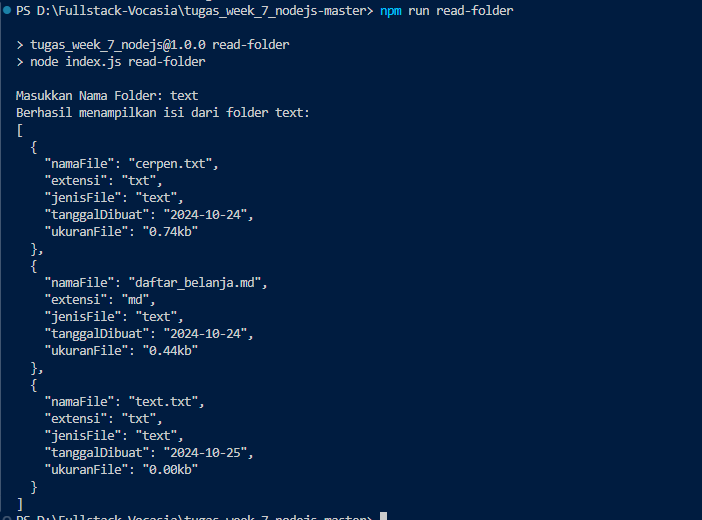 PS D:\Fullstack-Vocasia\tugas_week_7_nodejs-master> npm run read-folder
> tugas_week_7_nodejs@1.0.0 read-folder
> node index.js read-folder
Masukkan Nama Folder: text
Berhasil menampilkan isi dari folder text:
[
  {
    "namaFile": "cerpen.txt",
    "extensi": "txt",
    "jenisFile": "text",
    "tanggalDibuat": "2024-10-24",
    "ukuranFile": "0.74kb"
  },
  {
    "namaFile": "daftar_belanja.md",
    "extensi": "md",
    "jenisFile": "text",
    "tanggalDibuat": "2024-10-24",
    "ukuranFile": "0.44kb"
  },
  {
    "namaFile": "text.txt",
    "extensi": "txt",
    "jenisFile": "text",
    "tanggalDibuat": "2024-10-25",
    "ukuranFile": "0.00kb"
  }
]
PS D:\Fullstack-Vocasia\tugas_week_7_nodejs-master>